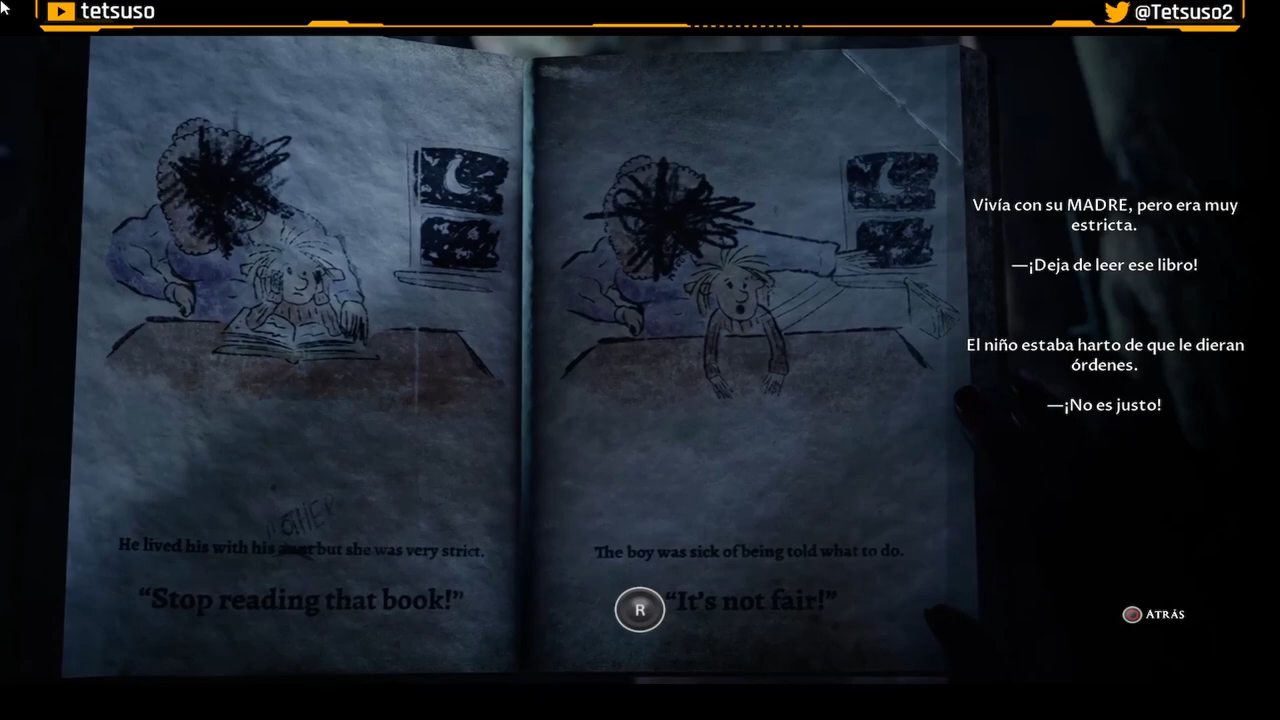 tetsuso
@Tetsuso2
Vivía con su MADRE, pero era muy
estricta.
—¡Deja de leer ese libro!
El niño estaba harto de que le dieran
órdenes.
—¡No es justo!
MOTHER
He lived his with his aunt but she was very strict.
“Stop reading that book!”
The boy was sick of being told what to do.
“It’s not fair!”
R
ATRÁS